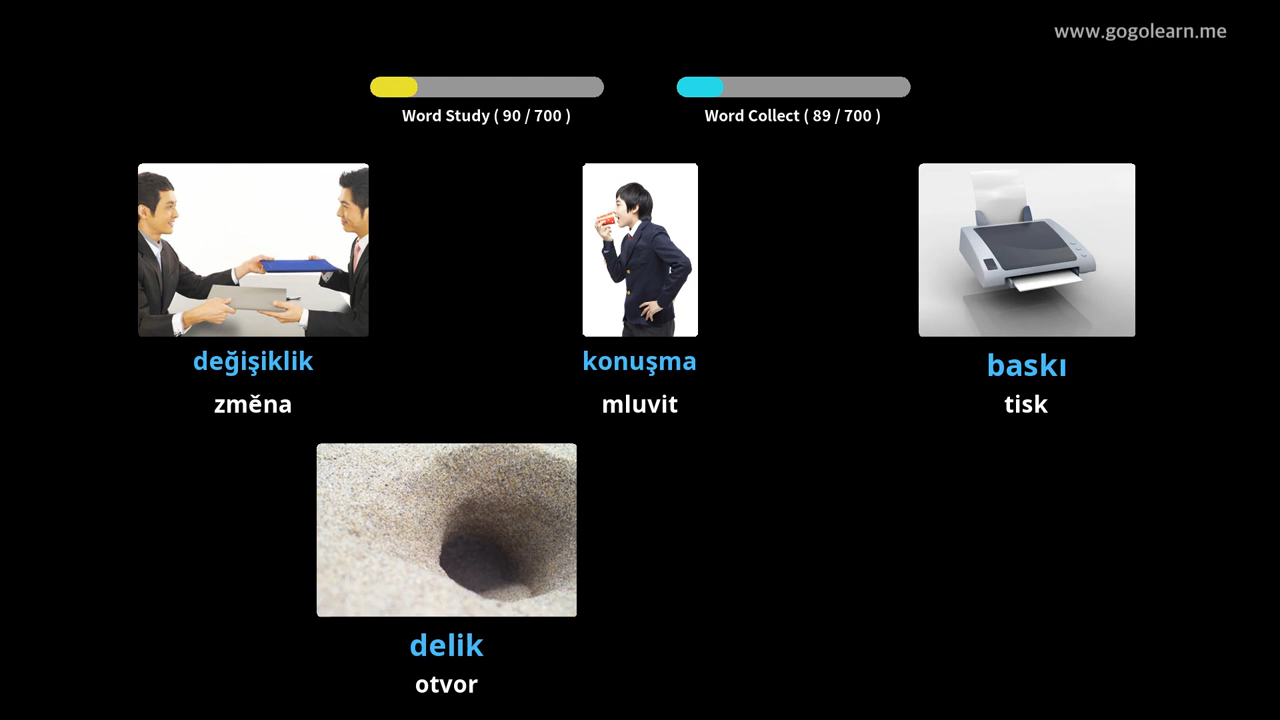 www.gogolearn.me
Word Study ( 90 / 700 )
Word Collect ( 89 / 700 )
değişiklik
změna
konuşma
mluvit
baskı
tisk
delik
otvor